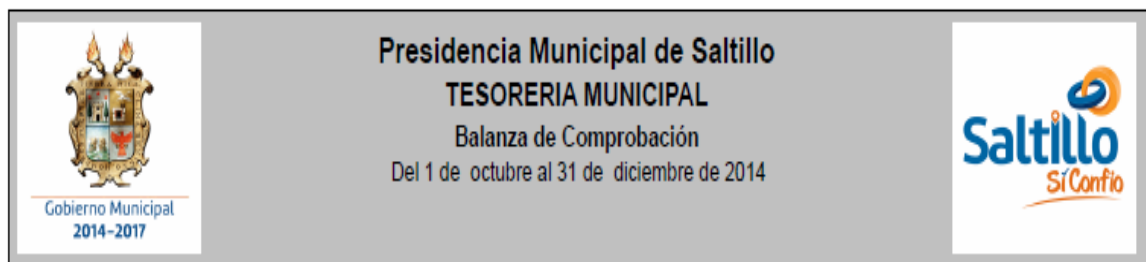 Presidencia Municipal de Saltillo
TESORERIA MUNICIPAL
Balanza de Comprobación
Del 1 de octubre al 31 de diciembre de 2014
Gobierno Municipal
2014-2017
Saltillo
Sí Confío